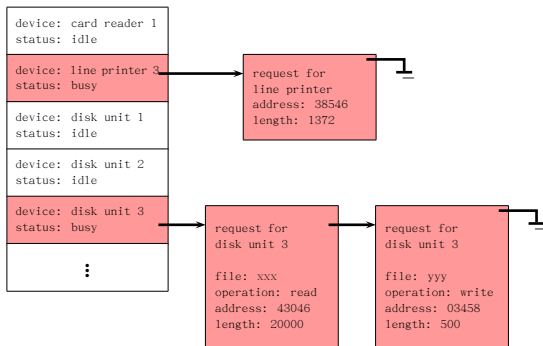 device: card reader 1
status: idle
device: line printer 3
status: busy
device: disk unit 1
status: idle
device: disk unit 2
status: idle
device: disk unit 3
status: busy
request for
line printer
address: 38546
length: 1372
request for
disk unit 3
file: xxx
operation: read
address: 43046
length: 20000
request for
disk unit 3
file: yyy
operation: write
address: 03458
length: 500